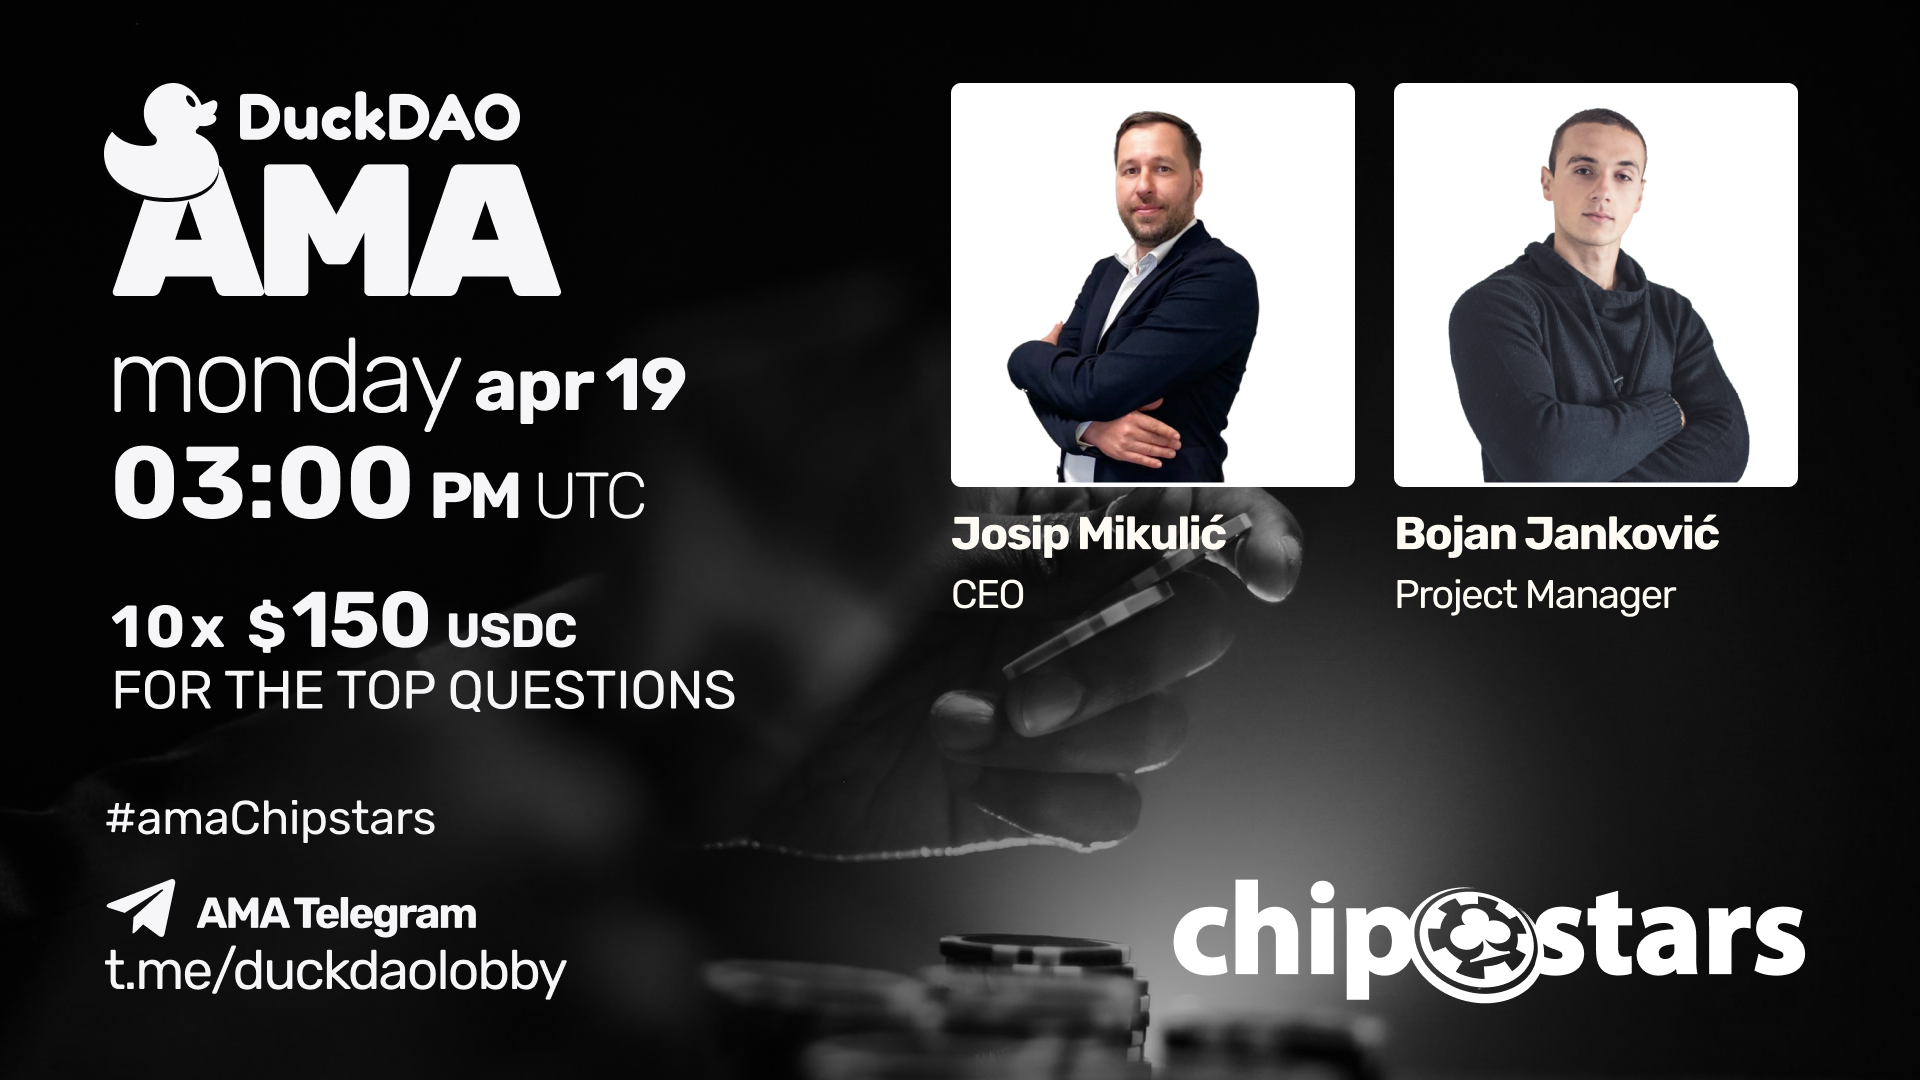 DuckDAO
AMA
monday apr 19
03:00 PM UTC
10x $150 USDC
FOR THE TOP QUESTIONS
#amaChipstars
AMA Telegram
t.me/duckdaolobby
Josip Mikulić
CEO
Bojan Janković
Project Manager
chipstars